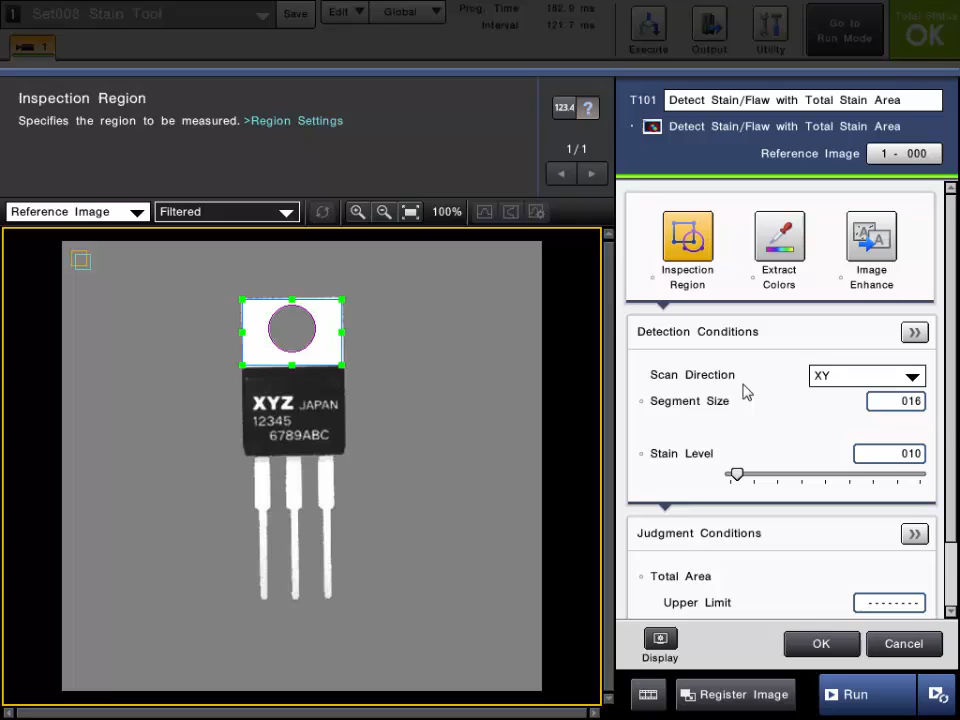 1 Set008 Stain Tool Save Edit Global Prog. Time 182.9 ms
Interval 121.7 ms
Execute Output Utility
Go to Run Mode
Total Status
OK
1
Inspection Region
Specifies the region to be measured. >Region Settings
123.4 ?
1/1
T101 Detect Stain/Flaw with Total Stain Area
Detect Stain/Flaw with Total Stain Area
Reference Image 1 - 000
Reference Image Filtered 100%
Inspection Region
Extract Colors
Image Enhance
Detection Conditions
Scan Direction XY
Segment Size 016
Stain Level 010
Judgment Conditions
Total Area
Upper Limit --------
XYZ JAPAN
12345
6789ABC
Display
OK Cancel
Register Image Run